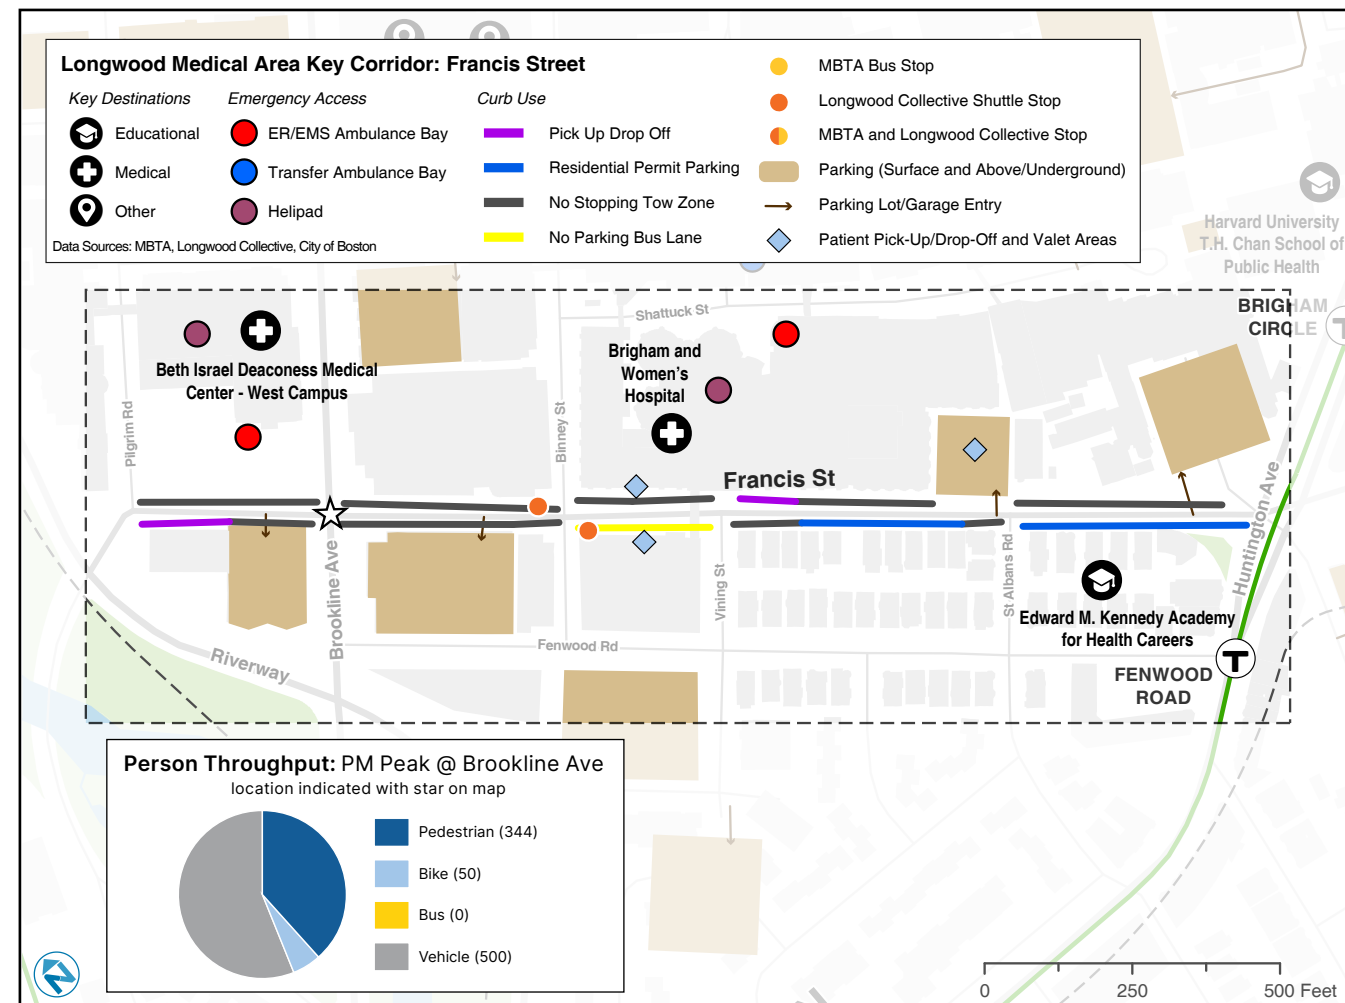 Longwood Medical Area Key Corridor: Francis Street
Key Destinations
Educational
Medical
Other
Emergency Access
ER/EMS Ambulance Bay
Transfer Ambulance Bay
Helipad
Curb Use
Pick Up Drop Off
Residential Permit Parking
No Stopping Tow Zone
No Parking Bus Lane
MBTA Bus Stop
Longwood Collective Shuttle Stop
MBTA and Longwood Collective Stop
Parking (Surface and Above/Underground)
Parking Lot/Garage Entry
Patient Pick-Up/Drop-Off and Valet Areas
Data Sources: MBTA, Longwood Collective, City of Boston
Harvard University
T.H. Chan School of
Public Health
BRIGHAM
CIRCLE
T
Shattuck St
Beth Israel Deaconess Medical
Center - West Campus
Brigham and
Women's
Hospital
Pilgrim Rd
Binney St
Francis St
Brookline Ave
Vining St
St Albans Rd
Huntington Ave
Edward M. Kennedy Academy
for Health Careers
Riverway
Fenwood Rd
FENWOOD
ROAD
T
Person Throughput: PM Peak @ Brookline Ave
location indicated with star on map
Pedestrian (344)
Bike (50)
Bus (0)
Vehicle (500)
0
250
500 Feet